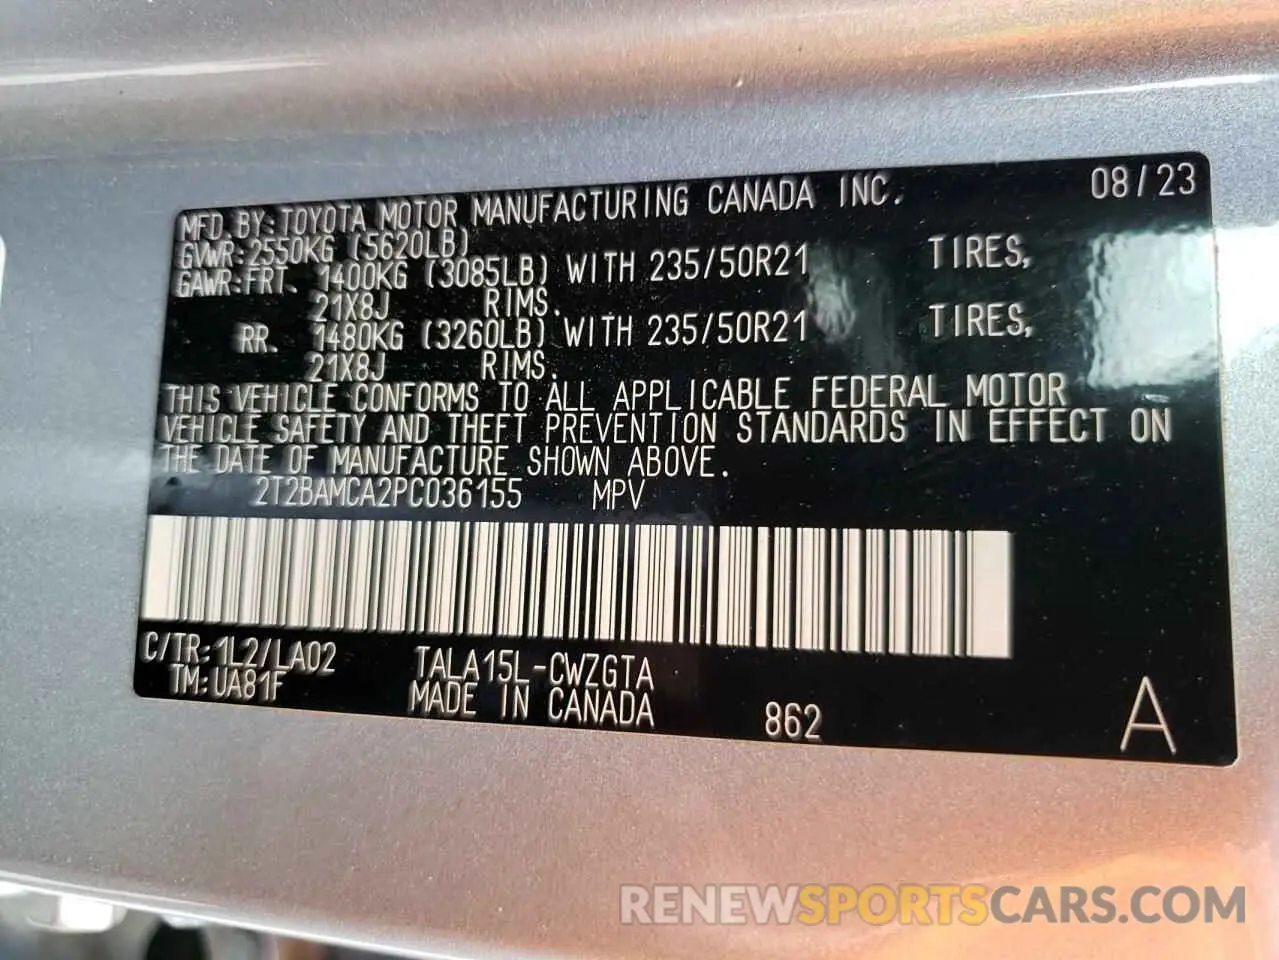 MFD. BY: TOYOTA MOTOR MANUFACTURING CANADA INC. 08/23
GVWR: 2550KG (5620LB)
GAWR: FRT. 1400KG (3085LB) WITH 235/50R21 TIRES,
21X8J RIMS.
RR. 1480KG (3260LB) WITH 235/50R21 TIRES,
21X8J RIMS.
THIS VEHICLE CONFORMS TO ALL APPLICABLE FEDERAL MOTOR
VEHICLE SAFETY AND THEFT PREVENTION STANDARDS IN EFFECT ON
THE DATE OF MANUFACTURE SHOWN ABOVE.
2T2BAMCA2PC036155 MPV
C/TR: 1L2/LA02 TALA15L-CWZGTA
TM: UA81F MADE IN CANADA 862 A
RENEWSPORTSCARS.COM